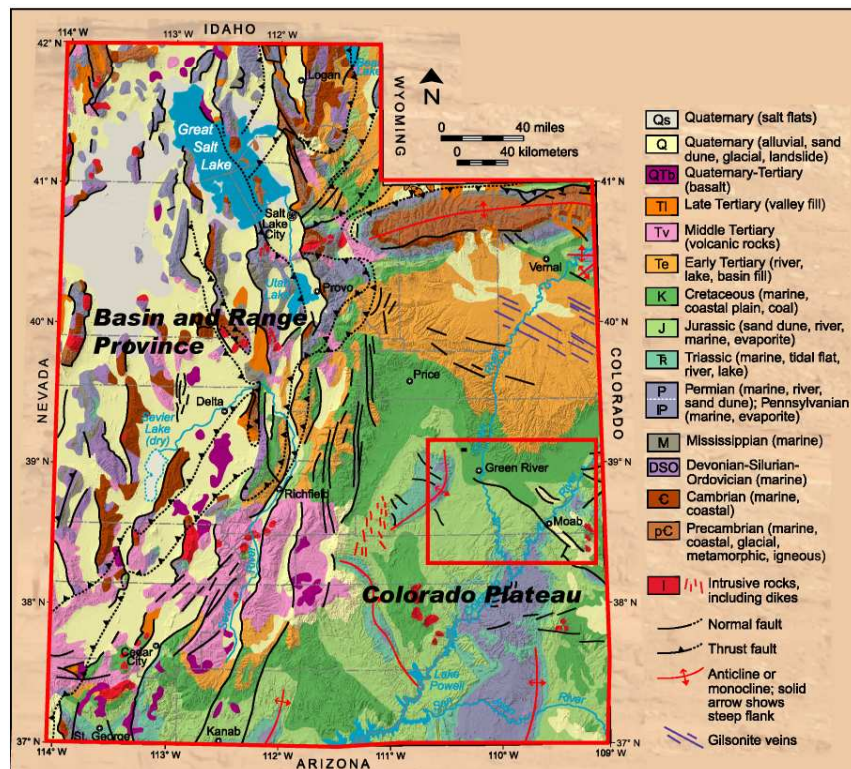 IDAHO
114° W
113° W
112° W
42° N
Logan
Bear
Lake
WYOMING
N
0 40 miles
0 40 kilometers
Great
Salt
Lake
41° N
41° N
Salt
Lake
City
Vernal
Utah
Lake
Provo
Green
River
Basin and Range
Province
40° N
40° N
NEVADA
COLORADO
Price
Delta
Sevier
Lake
(dry)
39° N
39° N
Green River
River
Richfield
Moab
Sevier
River
38° N
38° N
Colorado Plateau
Cedar
City
Lake
Powell
San
Juan
River
St. George
Kanab
37° N
37° N
114° W
113° W
112° W
111° W
110° W
109° W
ARIZONA
Qs Quaternary (salt flats)
Q Quaternary (alluvial, sand
dune, glacial, landslide)
QTb Quaternary-Tertiary
(basalt)
Tl Late Tertiary (valley fill)
Tv Middle Tertiary
(volcanic rocks)
Te Early Tertiary (river,
lake, basin fill)
K Cretaceous (marine,
coastal plain, coal)
J Jurassic (sand dune, river,
marine, evaporite)
Ŧ Triassic (marine, tidal flat,
river, lake)
P Permian (marine, river,
IP sand dune); Pennsylvanian
(marine, evaporite)
M Mississippian (marine)
DSO Devonian-Silurian-
Ordovician (marine)
Є Cambrian (marine,
coastal)
pC Precambrian (marine,
coastal, glacial,
metamorphic, igneous)
I Intrusive rocks,
including dikes
Normal fault
Thrust fault
Anticline or
monocline; solid
arrow shows
steep flank
Gilsonite veins